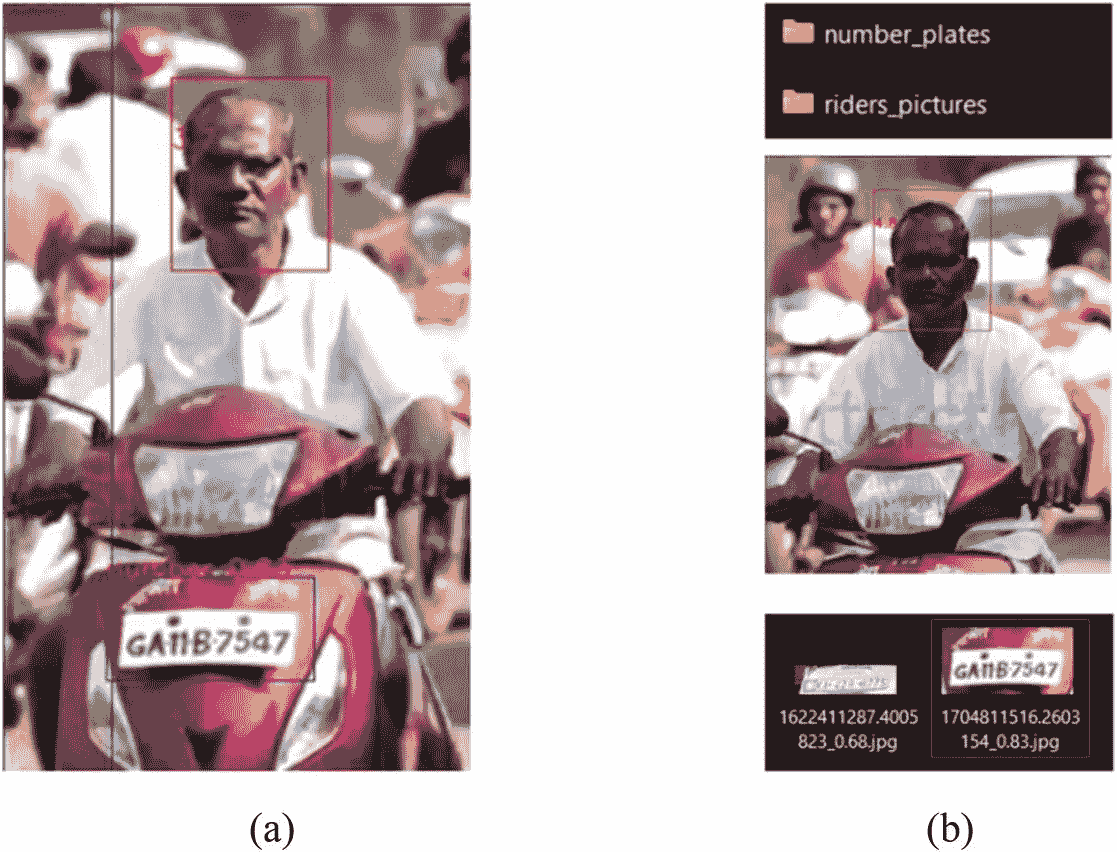 GA11B-7547
(a)
number_plates
riders_pictures
GA11B-7547
1622411287.4005
823_0.68.jpg
1704811516.2603
154_0.83.jpg
(b)